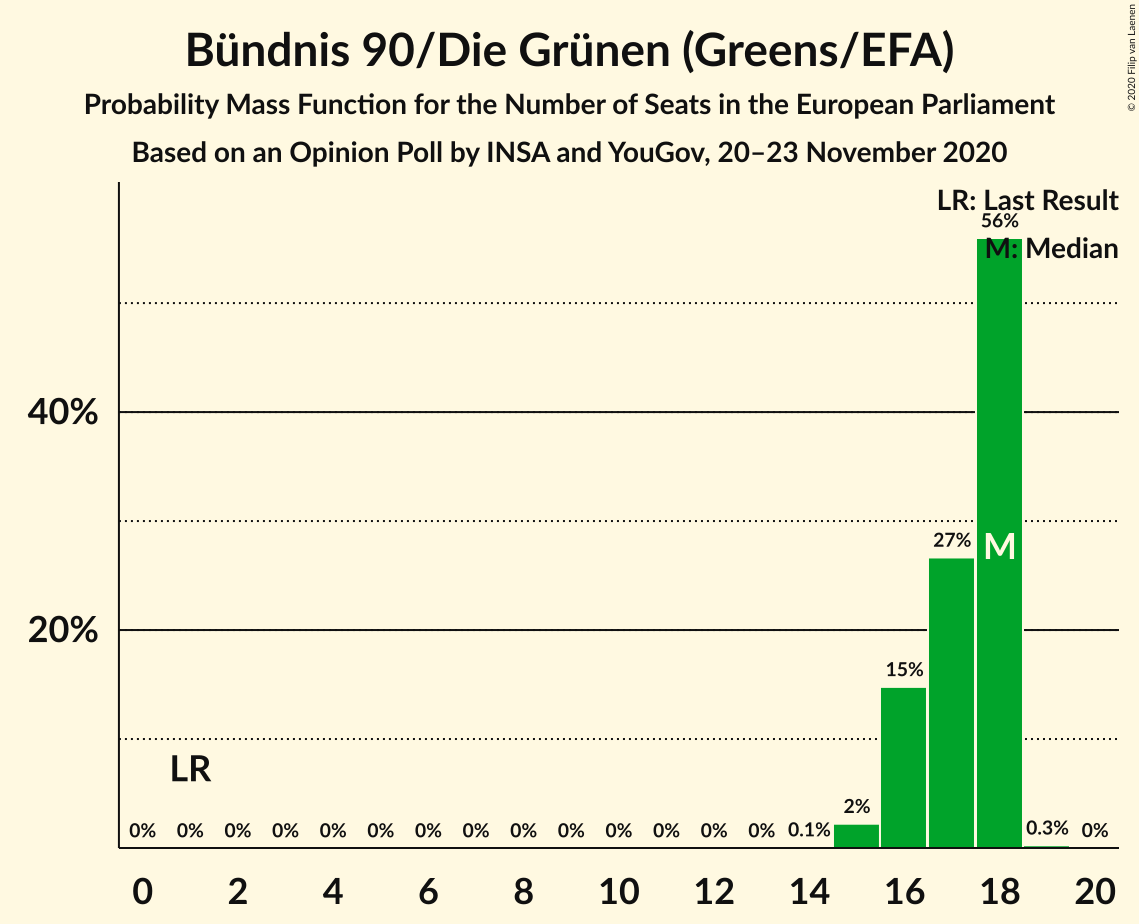 Bündnis 90/Die Grünen (Greens/EFA)
Probability Mass Function for the Number of Seats in the European Parliament
Based on an Opinion Poll by INSA and YouGov, 20–23 November 2020
© 2020 Filip van Laenen
LR: Last Result
M: Median
56%
40%
27%
M
20%
15%
LR
2%
0% 0% 0% 0% 0% 0% 0% 0% 0% 0% 0% 0% 0% 0% 0.1% 0.3% 0%
0 2 4 6 8 10 12 14 16 18 20